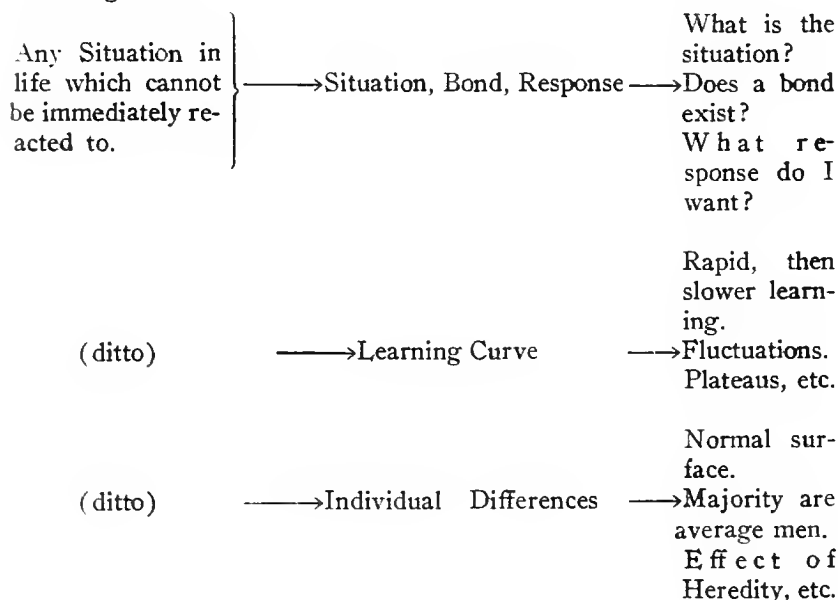 Any Situation in
life which cannot
be immediately re-
acted to.
⟶Situation, Bond, Response⟶
What is the
situation?
Does a bond
exist?
What re-
sponse do I
want?
(ditto)
⟶Learning Curve
⟶
Rapid, then
slower learn-
ing.
Fluctuations.
Plateaus, etc.
(ditto)
⟶Individual Differences
⟶
Normal sur-
face.
Majority are
average men.
Effect of
Heredity, etc.